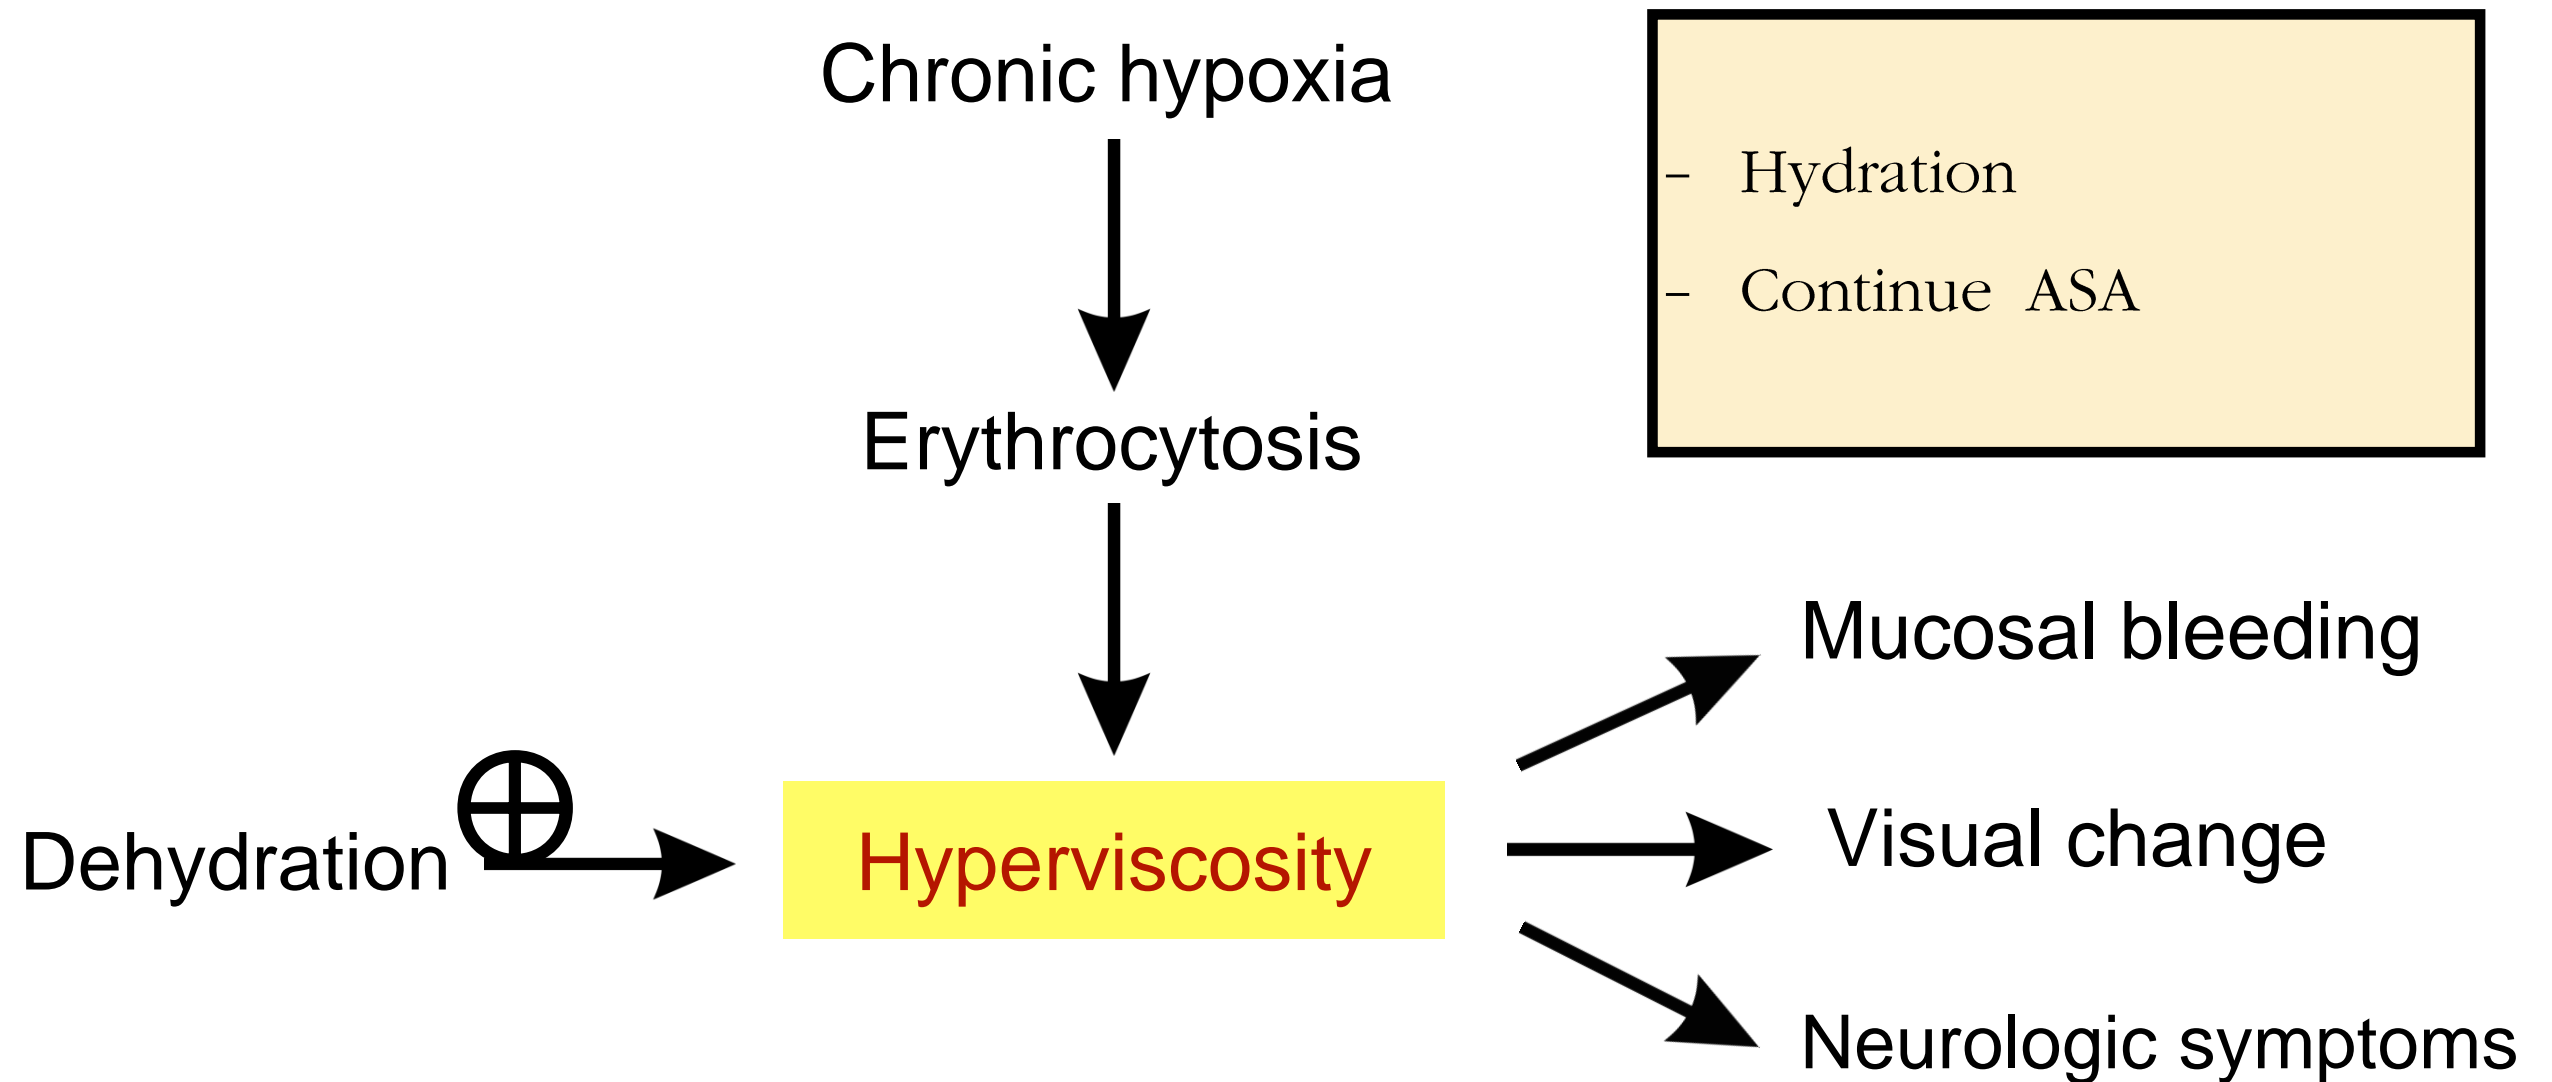 Chronic hypoxia
- Hydration
- Continue ASA
Erythrocytosis
Mucosal bleeding
Dehydration
Hyperviscosity
Visual change
Neurologic symptoms